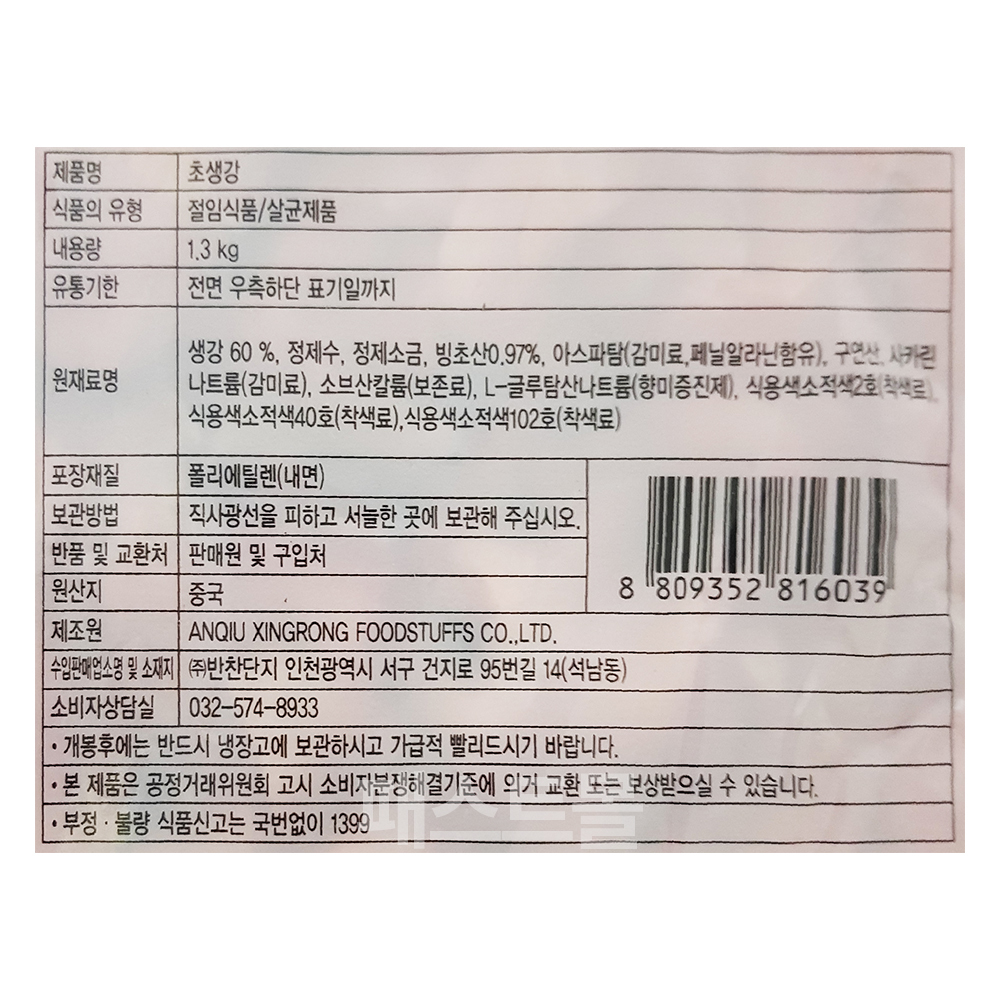 제품명 초생강
식품의 유형 절임식품/살균제품
내용량 1.3 kg
유통기한 전면 우측하단 표기일까지
원재료명 생강 60 %, 정제수, 정제소금, 빙초산0.97%, 아스파탐(감미료,페닐알라닌함유), 구연산, 사카린
나트륨(감미료), 소브산칼륨(보존료), L-글루탐산나트륨(향미증진제), 식용색소적색2호(착색료),
식용색소적색40호(착색료),식용색소적색102호(착색료)
포장재질 폴리에틸렌(내면)
보관방법 직사광선을 피하고 서늘한 곳에 보관해 주십시오.
반품 및 교환처 판매원 및 구입처
8 809352 816039
원산지 중국
제조원 ANQIU XINGRONG FOODSTUFFS CO.,LTD.
수입판매업소명 및 소재지 ㈜반찬단지 인천광역시 서구 건지로 95번길 14(석남동)
소비자상담실 032-574-8933
• 개봉후에는 반드시 냉장고에 보관하시고 가급적 빨리드시기 바랍니다.
• 본 제품은 공정거래위원회 고시 소비자분쟁해결기준에 의거 교환 또는 보상받으실 수 있습니다.
• 부정 · 불량 식품신고는 국번없이 1399
패스트몰